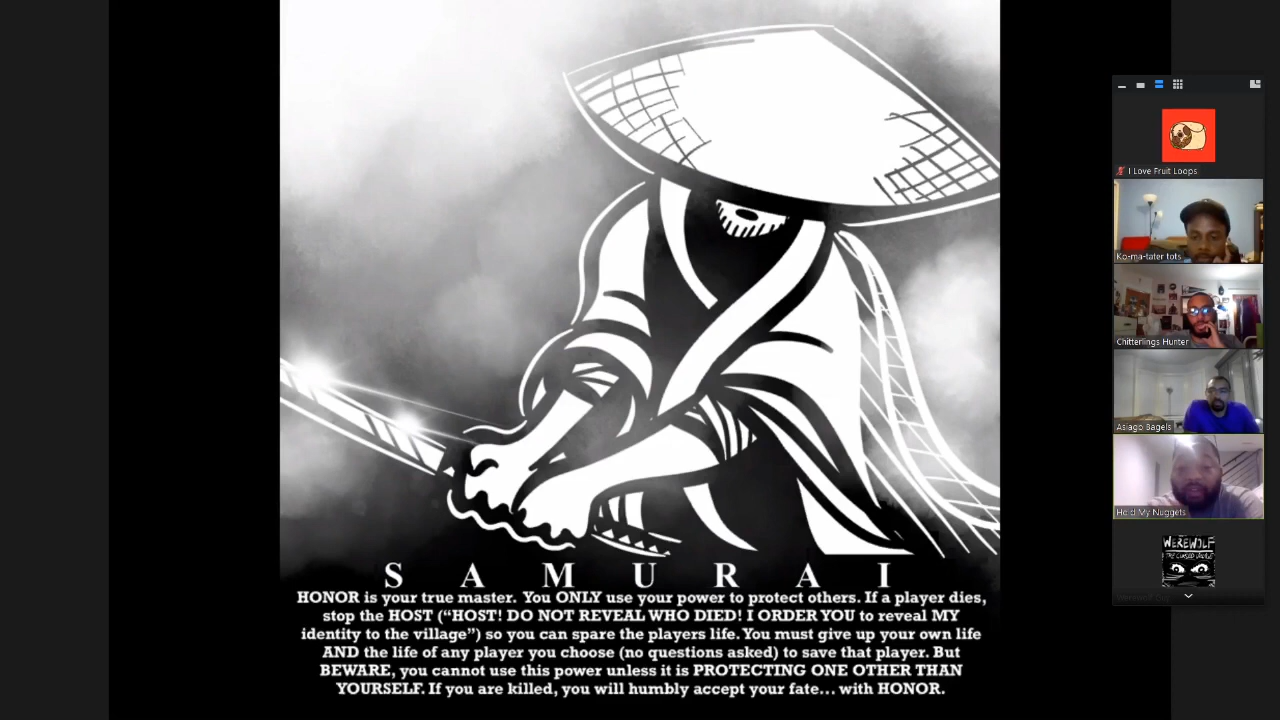 S A M U R A I
HONOR is your true master. You ONLY use your power to protect others. If a player dies,
stop the HOST ("HOST! DO NOT REVEAL WHO DIED! I ORDER YOU to reveal MY
identity to the village") so you can spare the players life. You must give up your own life
AND the life of any player you choose (no questions asked) to save that player. But
BEWARE, you cannot use this power unless it is PROTECTING ONE OTHER THAN
YOURSELF. If you are killed, you will humbly accept your fate... with HONOR.
I Love Fruit Loops
Ko-ma-tater tots
Chitterlings Hunter
Asiago Bagels
Hold My Nuggets
WEREWOLF